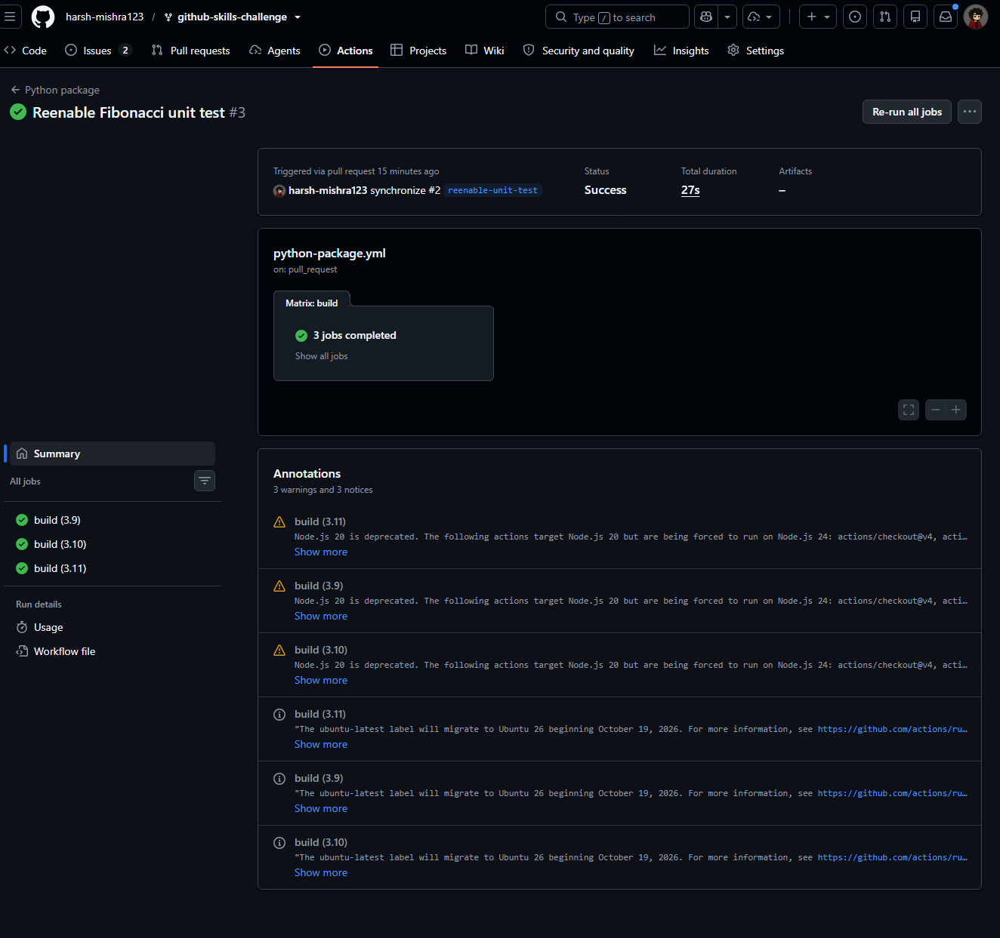 harsh-mishra123 / github-skills-challenge
Type / to search
Code
Issues 2
Pull requests
Agents
Actions
Projects
Wiki
Security and quality
Insights
Settings
Python package
Reenable Fibonacci unit test #3
Re-run all jobs
Triggered via pull request 15 minutes ago
harsh-mishra123 synchronize #2 reenable-unit-test
Status
Success
Total duration
27s
Artifacts
–
python-package.yml
on: pull_request
Matrix: build
3 jobs completed
Show all jobs
Summary
All jobs
build (3.9)
build (3.10)
build (3.11)
Run details
Usage
Workflow file
Annotations
3 warnings and 3 notices
build (3.11)
Node.js 20 is deprecated. The following actions target Node.js 20 but are being forced to run on Node.js 24: actions/checkout@v4, acti…
Show more
build (3.9)
Node.js 20 is deprecated. The following actions target Node.js 20 but are being forced to run on Node.js 24: actions/checkout@v4, acti…
Show more
build (3.10)
Node.js 20 is deprecated. The following actions target Node.js 20 but are being forced to run on Node.js 24: actions/checkout@v4, acti…
Show more
build (3.11)
"The ubuntu-latest label will migrate to Ubuntu 26 beginning October 19, 2026. For more information, see https://github.com/actions/ru…
Show more
build (3.9)
"The ubuntu-latest label will migrate to Ubuntu 26 beginning October 19, 2026. For more information, see https://github.com/actions/ru…
Show more
build (3.10)
"The ubuntu-latest label will migrate to Ubuntu 26 beginning October 19, 2026. For more information, see https://github.com/actions/ru…
Show more